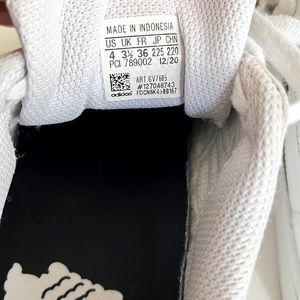 MADE IN INDONESIA
US UK FR JP CHN
4 3½ 36 225 220
PCI 789002 12/20
ART GV7605
#127048743
adidas